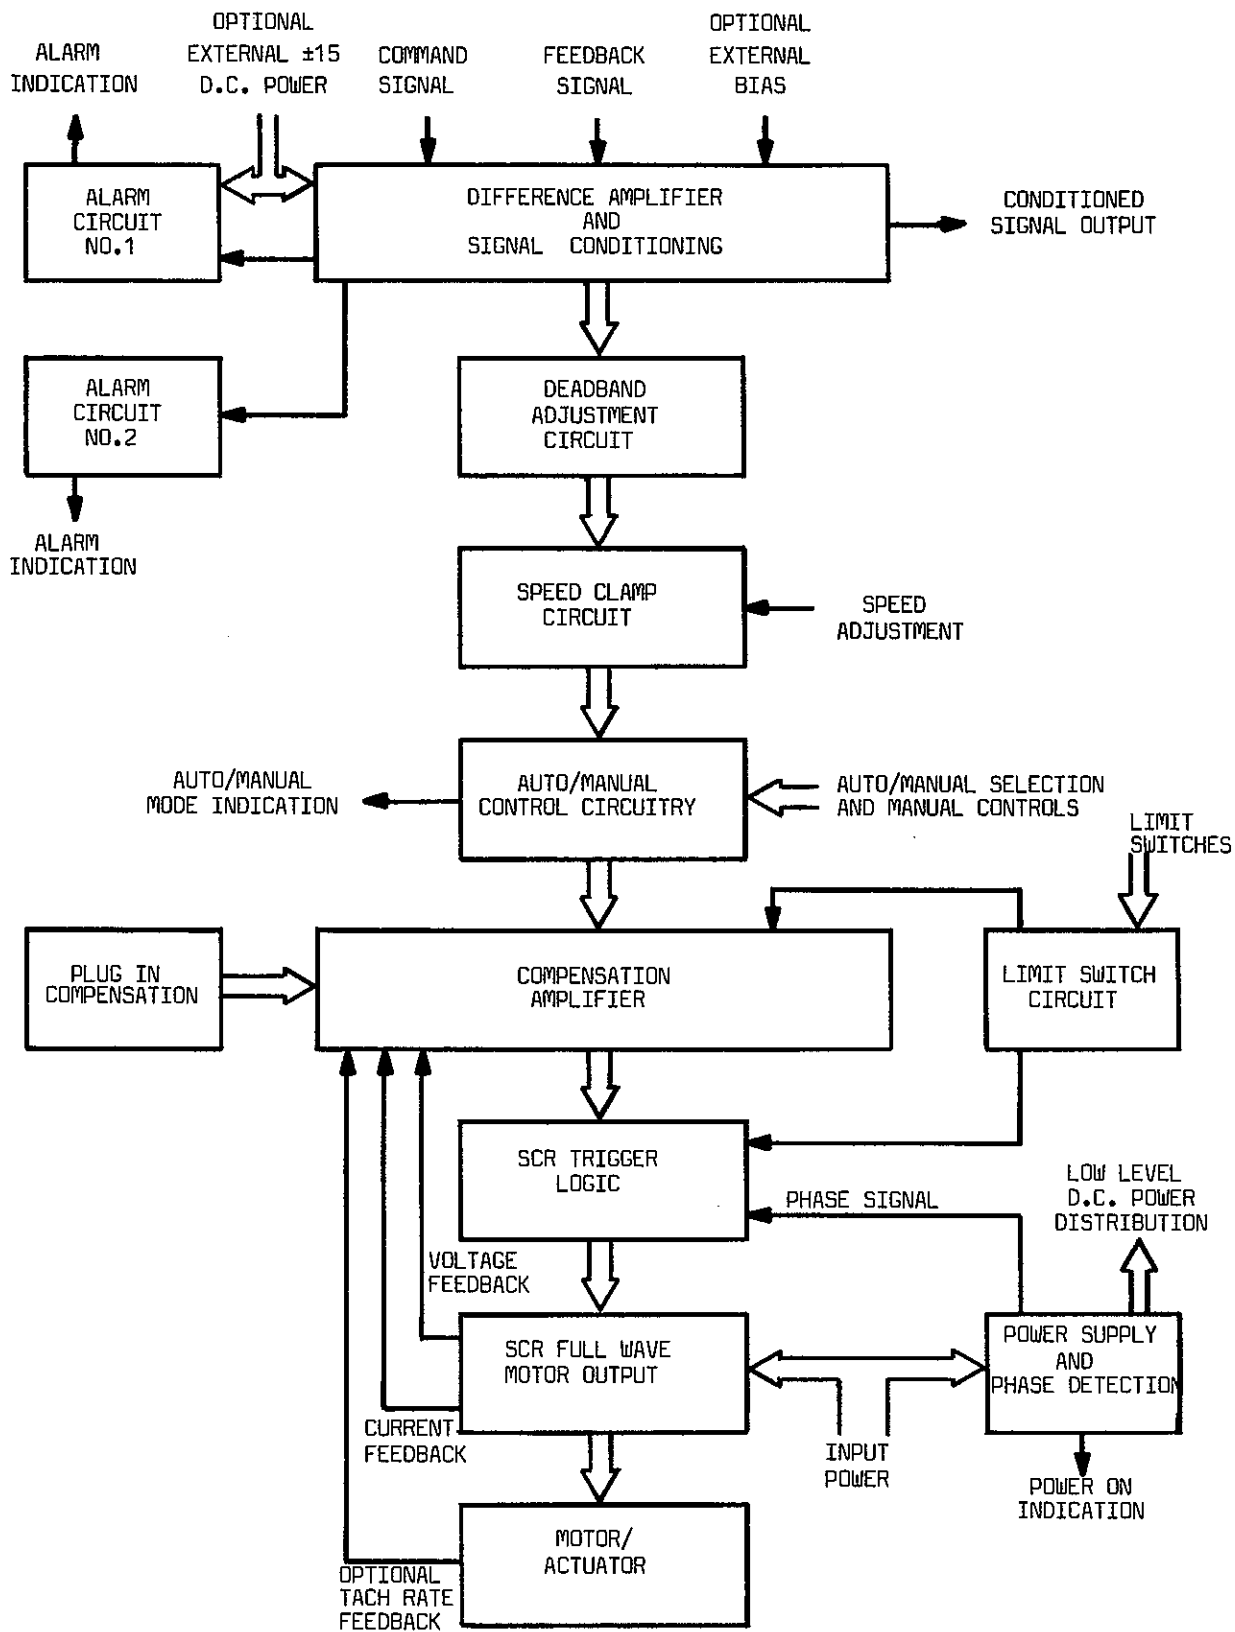 OPTIONAL
EXTERNAL ±15
D.C. POWER
ALARM
INDICATION
COMMAND
SIGNAL
FEEDBACK
SIGNAL
OPTIONAL
EXTERNAL
BIAS
ALARM
CIRCUIT
NO.1
DIFFERENCE AMPLIFIER
AND
SIGNAL CONDITIONING
CONDITIONED
SIGNAL OUTPUT
ALARM
CIRCUIT
NO.2
DEADBAND
ADJUSTMENT
CIRCUIT
ALARM
INDICATION
SPEED CLAMP
CIRCUIT
SPEED
ADJUSTMENT
AUTO/MANUAL
MODE INDICATION
AUTO/MANUAL
CONTROL CIRCUITRY
AUTO/MANUAL SELECTION
AND MANUAL CONTROLS
LIMIT
SWITCHES
PLUG IN
COMPENSATION
COMPENSATION
AMPLIFIER
LIMIT SWITCH
CIRCUIT
SCR TRIGGER
LOGIC
PHASE SIGNAL
LOW LEVEL
D.C. POWER
DISTRIBUTION
VOLTAGE
FEEDBACK
SCR FULL WAVE
MOTOR OUTPUT
POWER SUPPLY
AND
PHASE DETECTION
CURRENT
FEEDBACK
INPUT
POWER
POWER ON
INDICATION
MOTOR/
ACTUATOR
OPTIONAL
TACH RATE
FEEDBACK